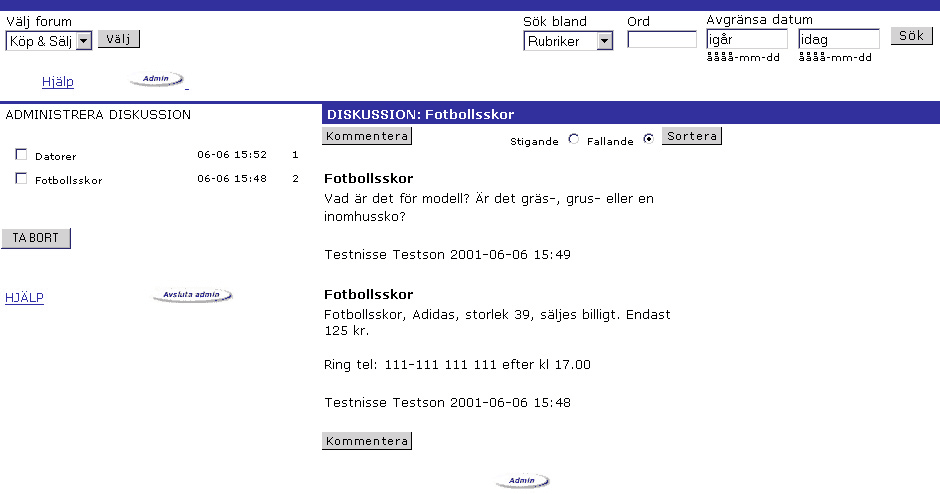 Välj forum
Köp & Sälj Välj
Sök bland Ord Avgränsa datum
Rubriker igår idag Sök
åååå-mm-dd åååå-mm-dd
Hjälp Admin
ADMINISTRERA DISKUSSION
Datorer 06-06 15:52 1
Fotbollsskor 06-06 15:48 2
TA BORT
HJÄLP Avsluta admin
DISKUSSION: Fotbollsskor
Kommentera Stigande Fallande Sortera
Fotbollsskor
Vad är det för modell? Är det gräs-, grus- eller en
inomhussko?
Testnisse Testson 2001-06-06 15:49
Fotbollsskor
Fotbollsskor, Adidas, storlek 39, säljes billigt. Endast
125 kr.
Ring tel: 111-111 111 111 efter kl 17.00
Testnisse Testson 2001-06-06 15:48
Kommentera
Admin